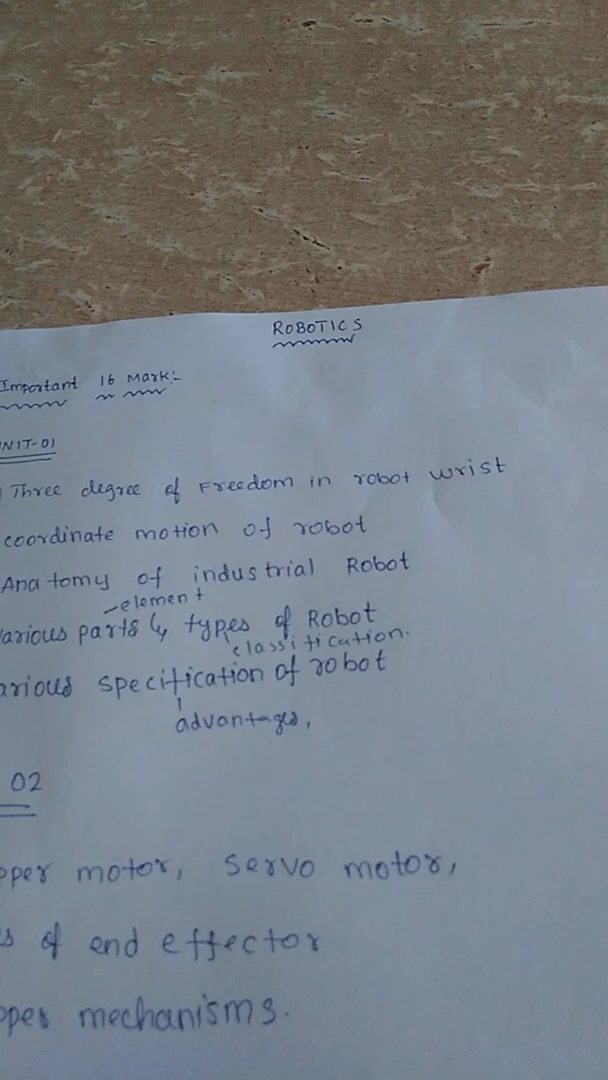 ROBOTICS
Important 16 Mark:-
NIT-01
Three degree of Freedom in robot wrist
coordinate motion of robot
Anatomy of industrial Robot
-element
arious parts & types of Robot
classification.
arious specification of robot
advantages,
02
pper motor, servo motor,
s of end effector
pper mechanisms.